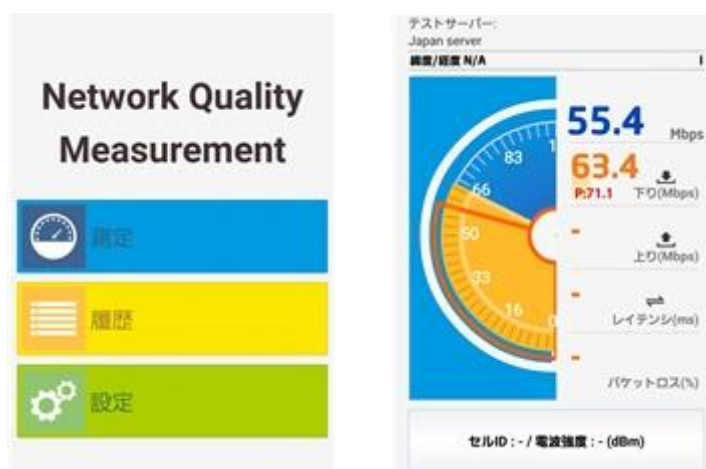 Network Quality
Measurement
測定
履歴
設定
テストサーバー:
Japan server
緯度/経度 N/A
55.4 Mbps
83
66
50
33
16
0
63.4
P:71.1 下り(Mbps)
-
上り(Mbps)
-
レイテンシ(ms)
-
パケットロス(%)
セルID : - / 電波強度 : - (dBm)